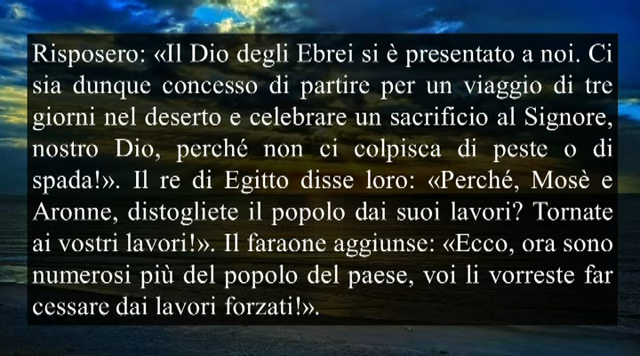 Risposero: «Il Dio degli Ebrei si è presentato a noi. Ci
sia dunque concesso di partire per un viaggio di tre
giorni nel deserto e celebrare un sacrificio al Signore,
nostro Dio, perché non ci colpisca di peste o di
spada!». Il re di Egitto disse loro: «Perché, Mosè e
Aronne, distogliete il popolo dai suoi lavori? Tornate
ai vostri lavori!». Il faraone aggiunse: «Ecco, ora sono
numerosi più del popolo del paese, voi li vorreste far
cessare dai lavori forzati!».